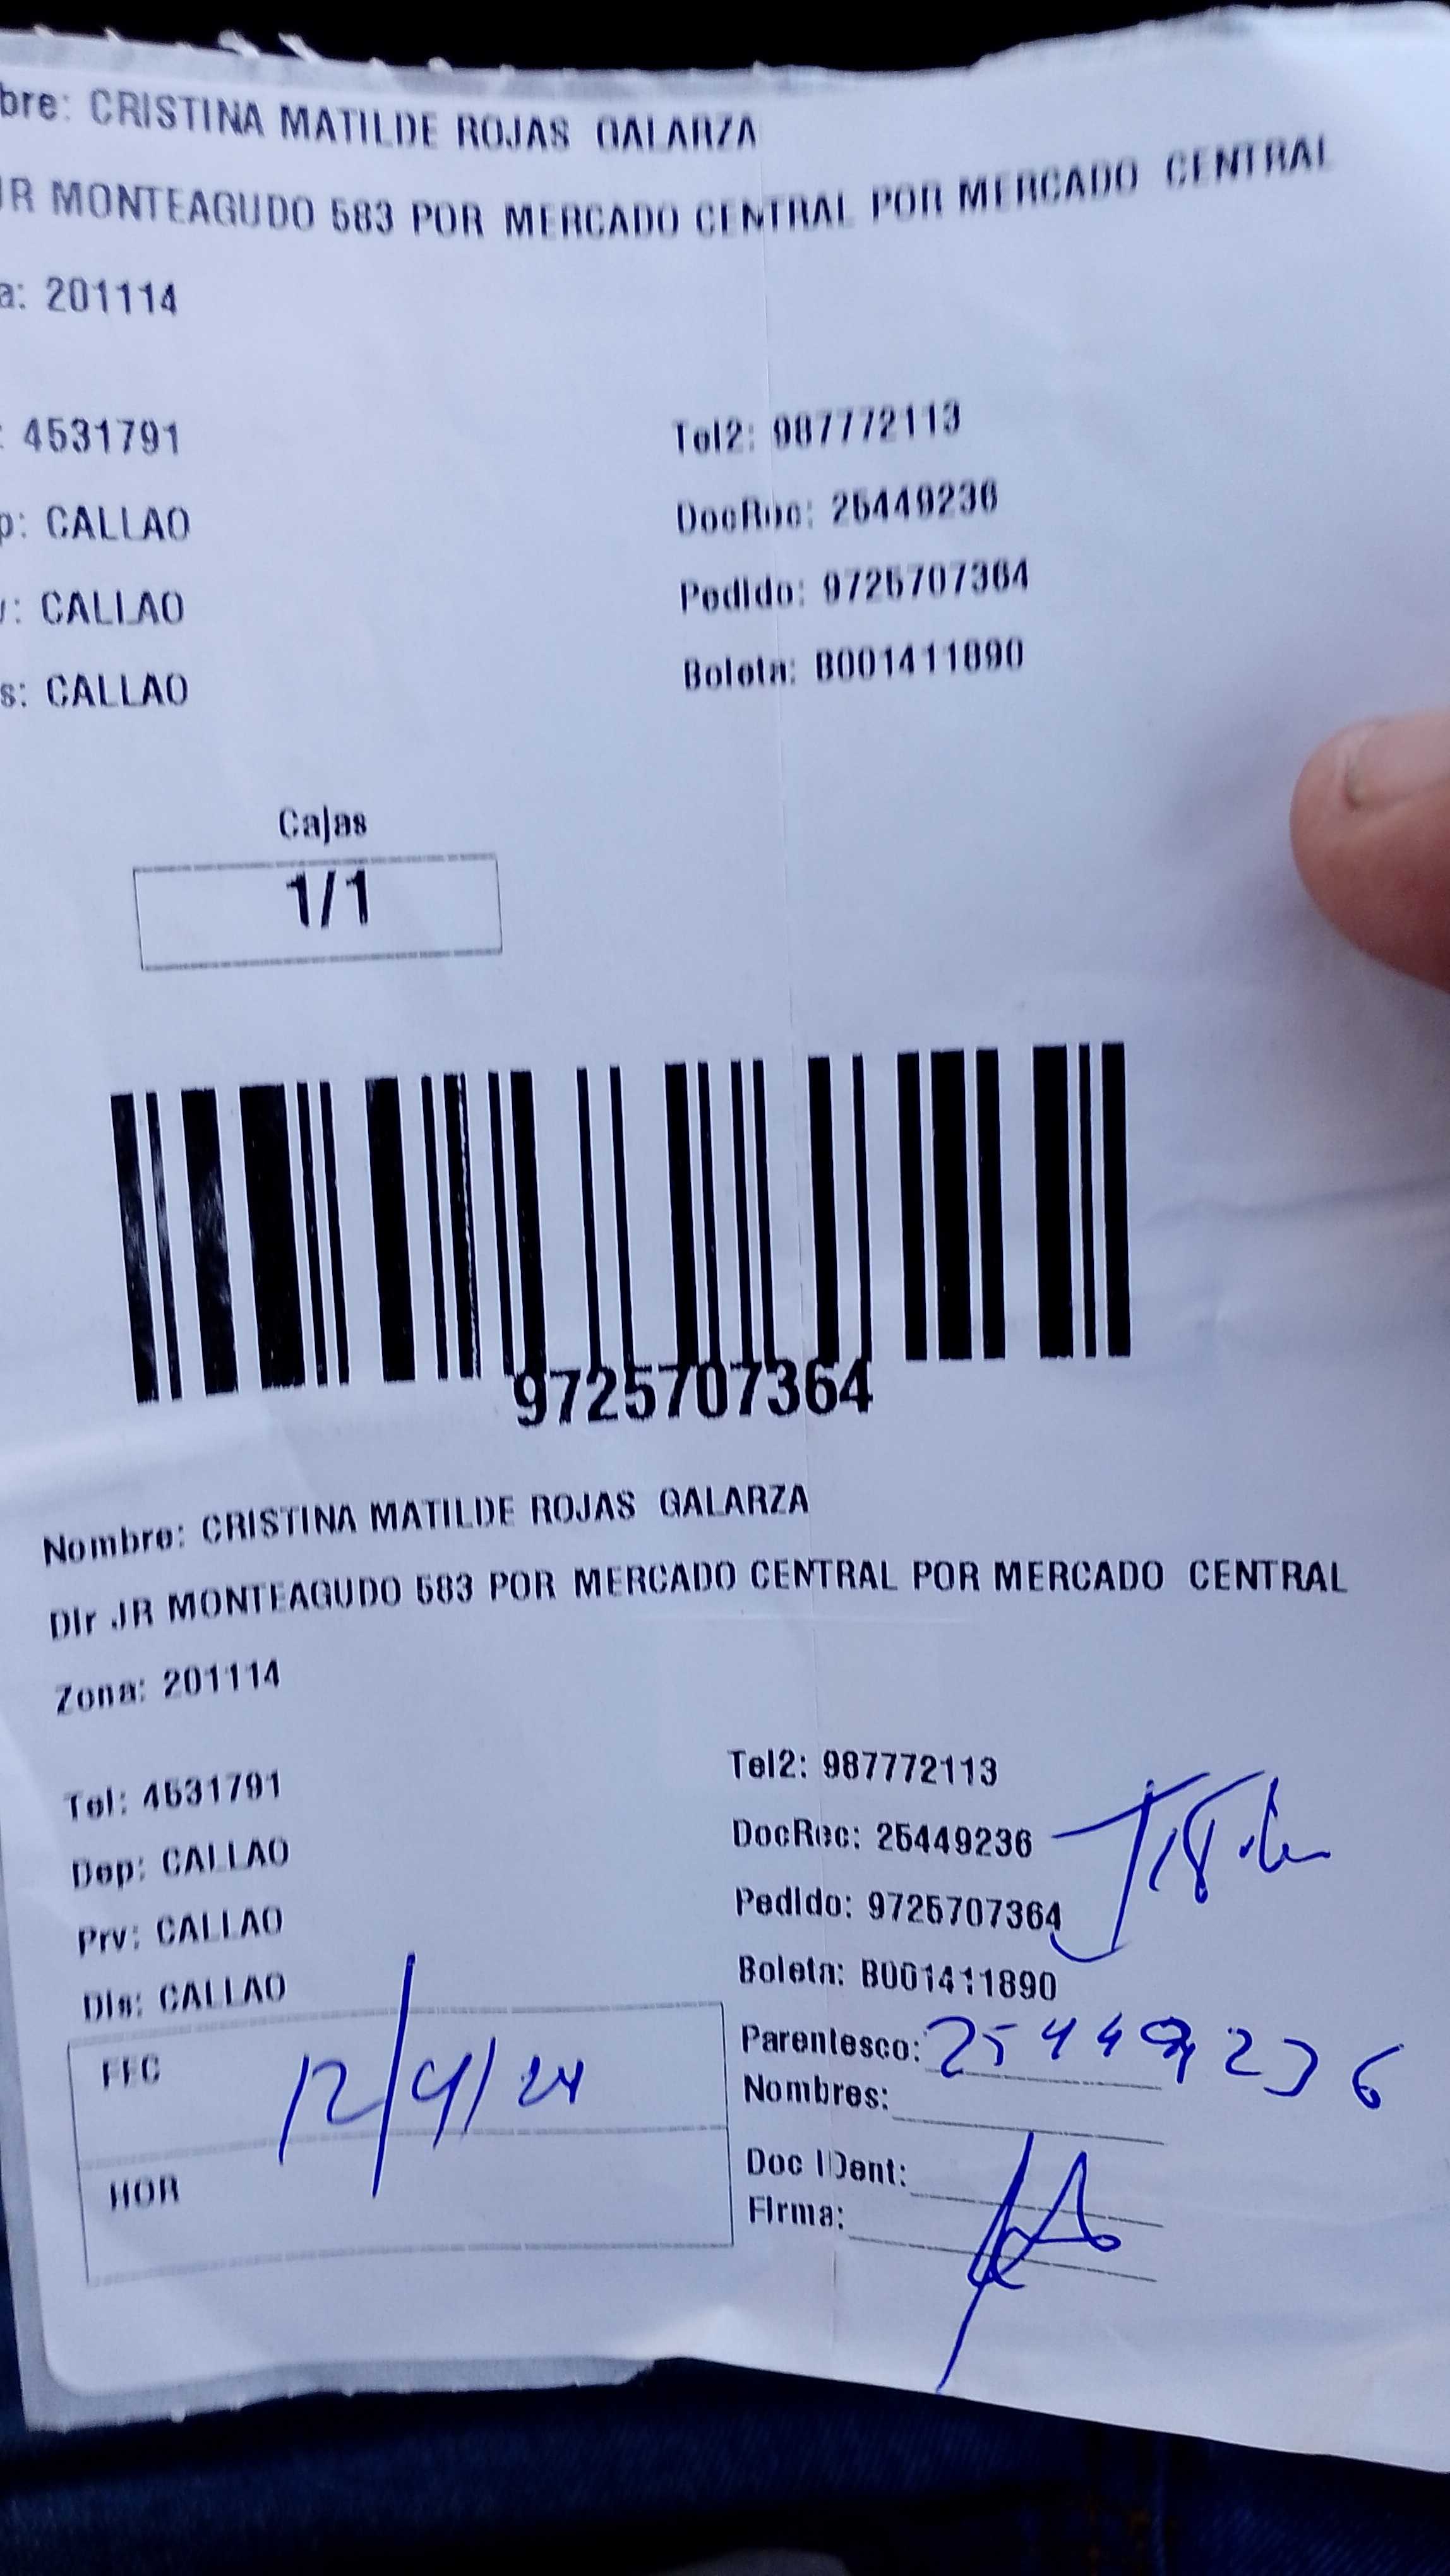 bre: CRISTINA MATILDE ROJAS GALARZA
JR MONTEAGUDO 583 POR MERCADO CENTRAL POR MERCADO CENTRAL
a: 201114
: 4531791
Tel2: 987772113
p: CALLAO
DocRec: 25449236
v: CALLAO
Pedido: 9725707364
s: CALLAO
Boleta: B001411890
Cajas
1/1
9725707364
Nombre: CRISTINA MATILDE ROJAS GALARZA
Dir JR MONTEAGUDO 583 POR MERCADO CENTRAL POR MERCADO CENTRAL
Zona: 201114
Tel: 4531791
Tel2: 987772113
Dep: CALLAO
DocRec: 25449236
Prv: CALLAO
Pedido: 9725707364
Dis: CALLAO
Boleta: B001411890
FEC 12/4/24
Parentesco: 25449236
Nombres:
HOR
Doc IDent:
Firma: